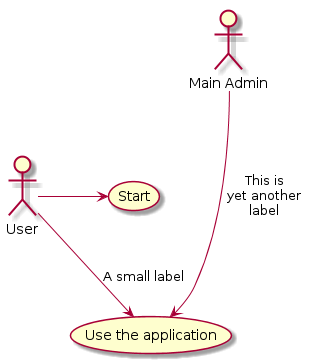 Main Admin
This is
yet another
label
Start
User
A small label
Use the application